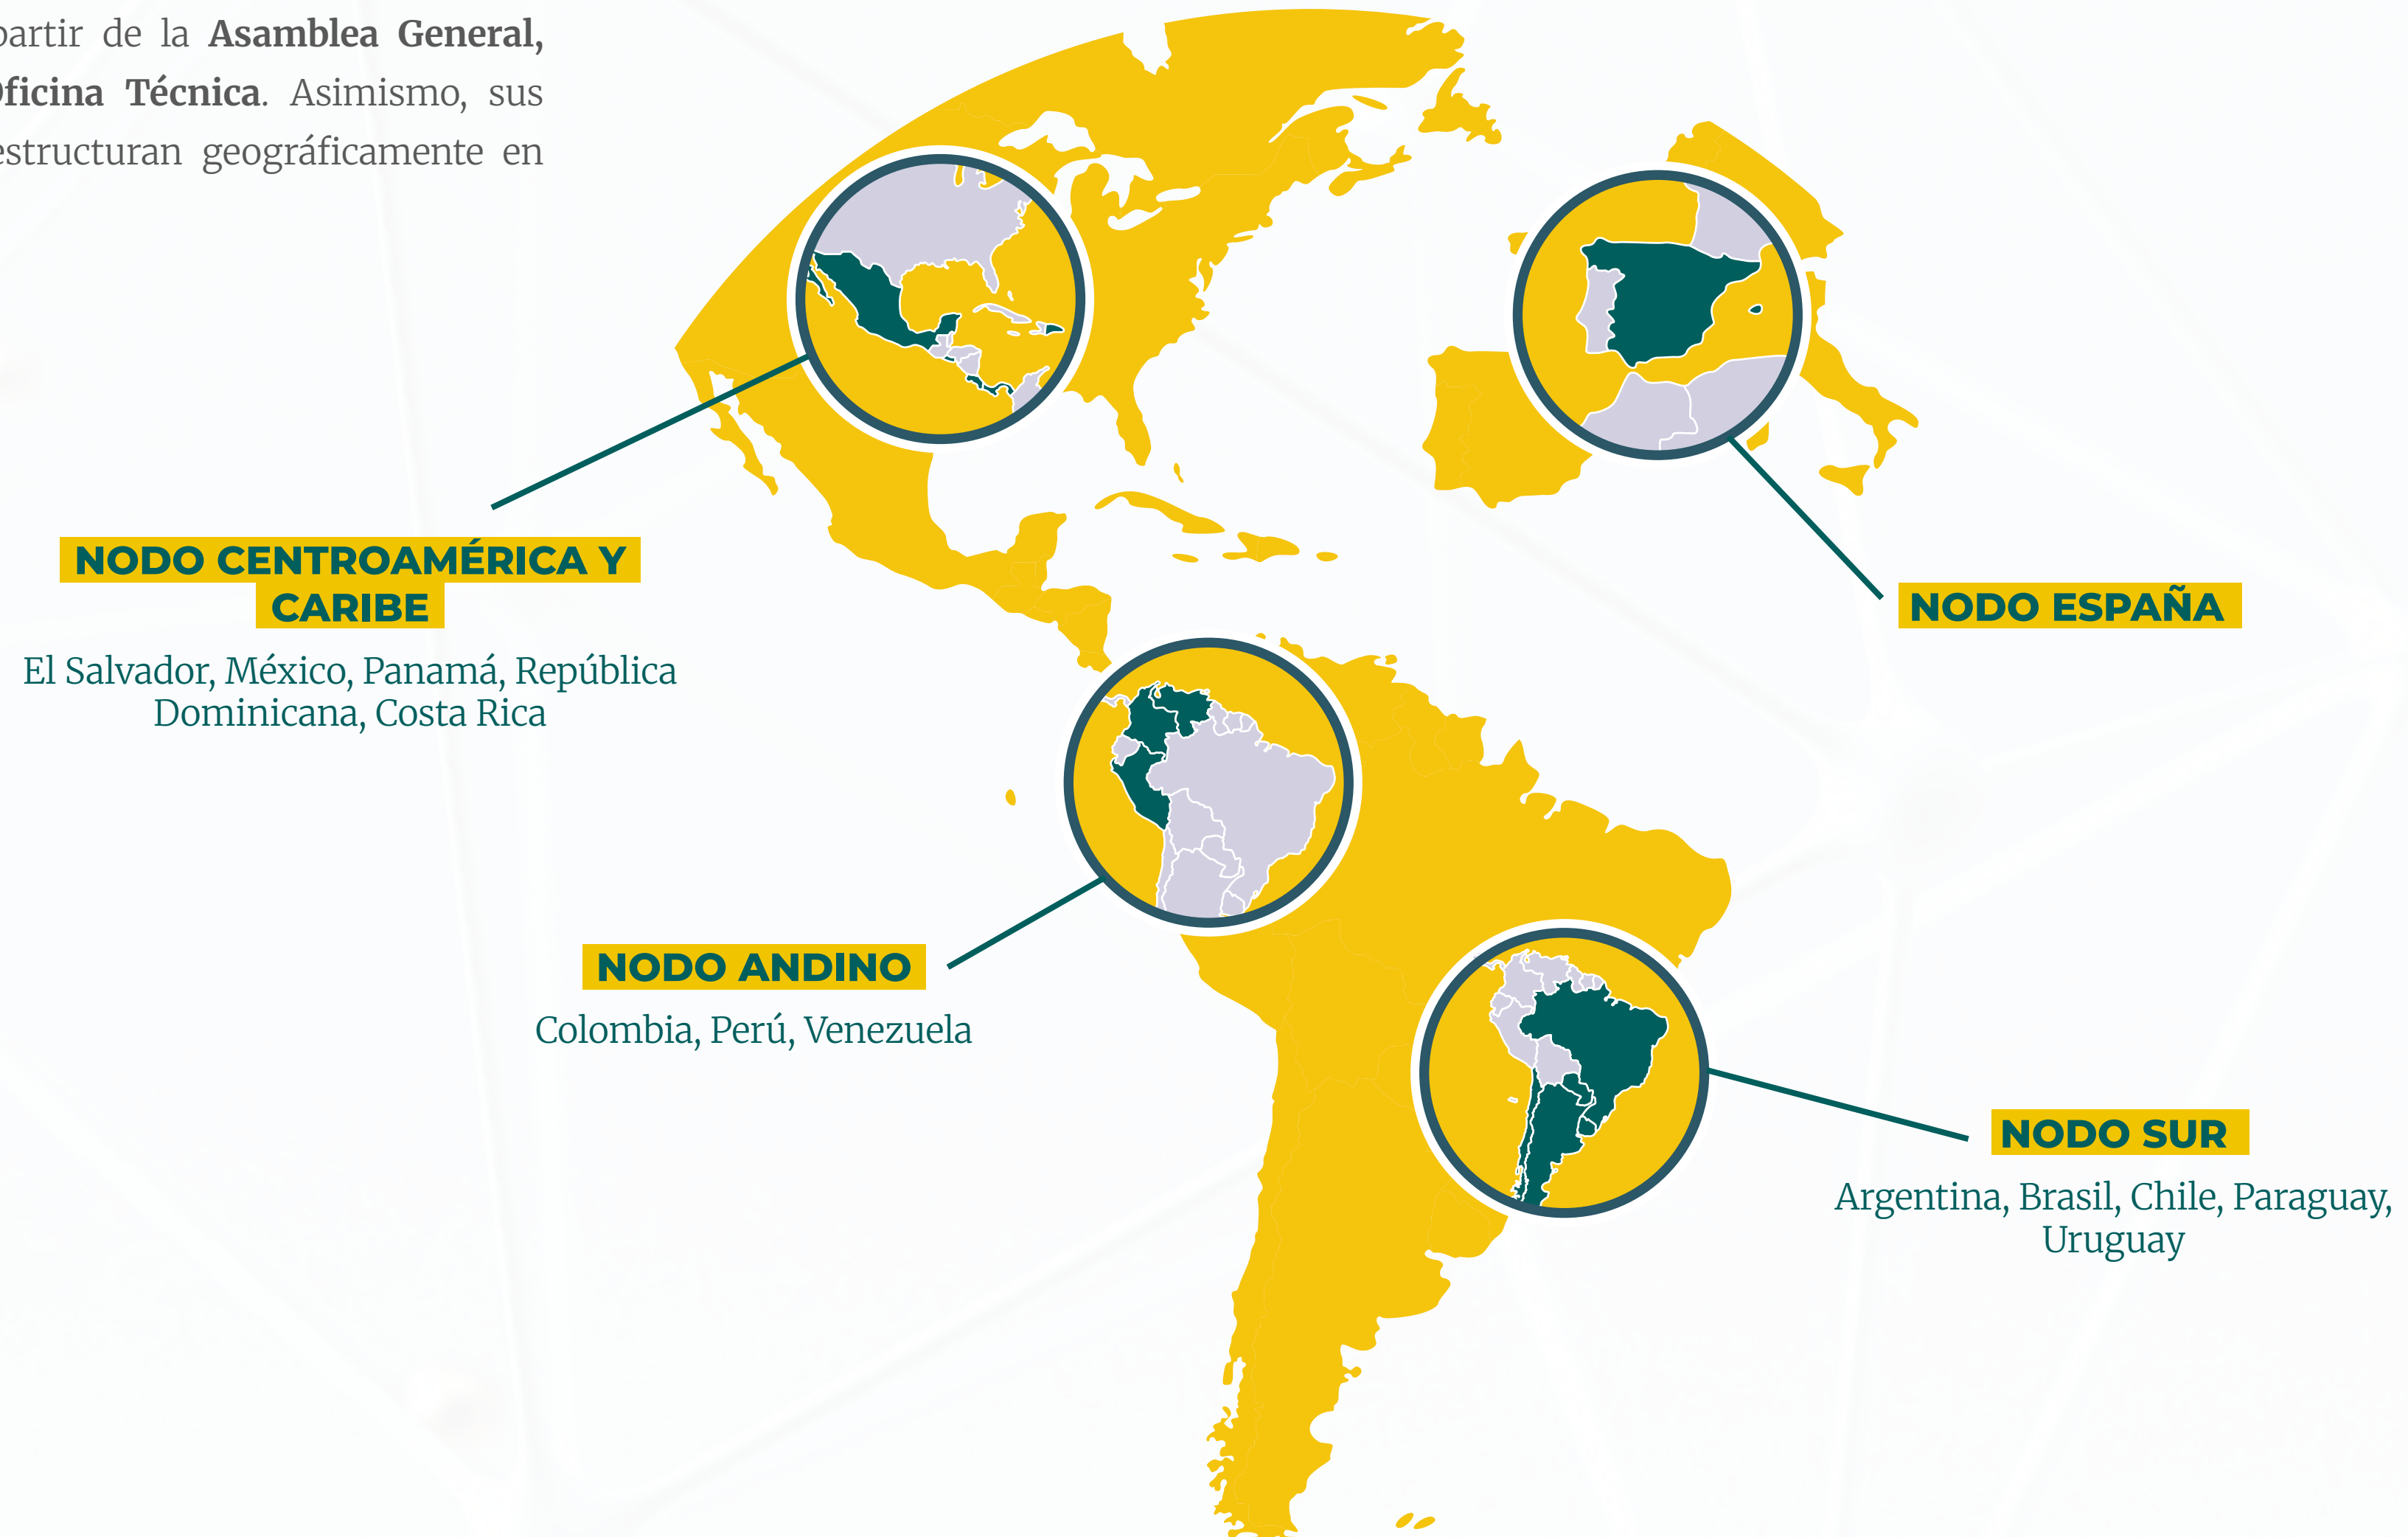 partir de la Asamblea General,
Oficina Técnica. Asimismo, sus
estructuran geográficamente en
NODO CENTROAMÉRICA Y
CARIBE
El Salvador, México, Panamá, República
Dominicana, Costa Rica
NODO ESPAÑA
NODO ANDINO
Colombia, Perú, Venezuela
NODO SUR
Argentina, Brasil, Chile, Paraguay,
Uruguay